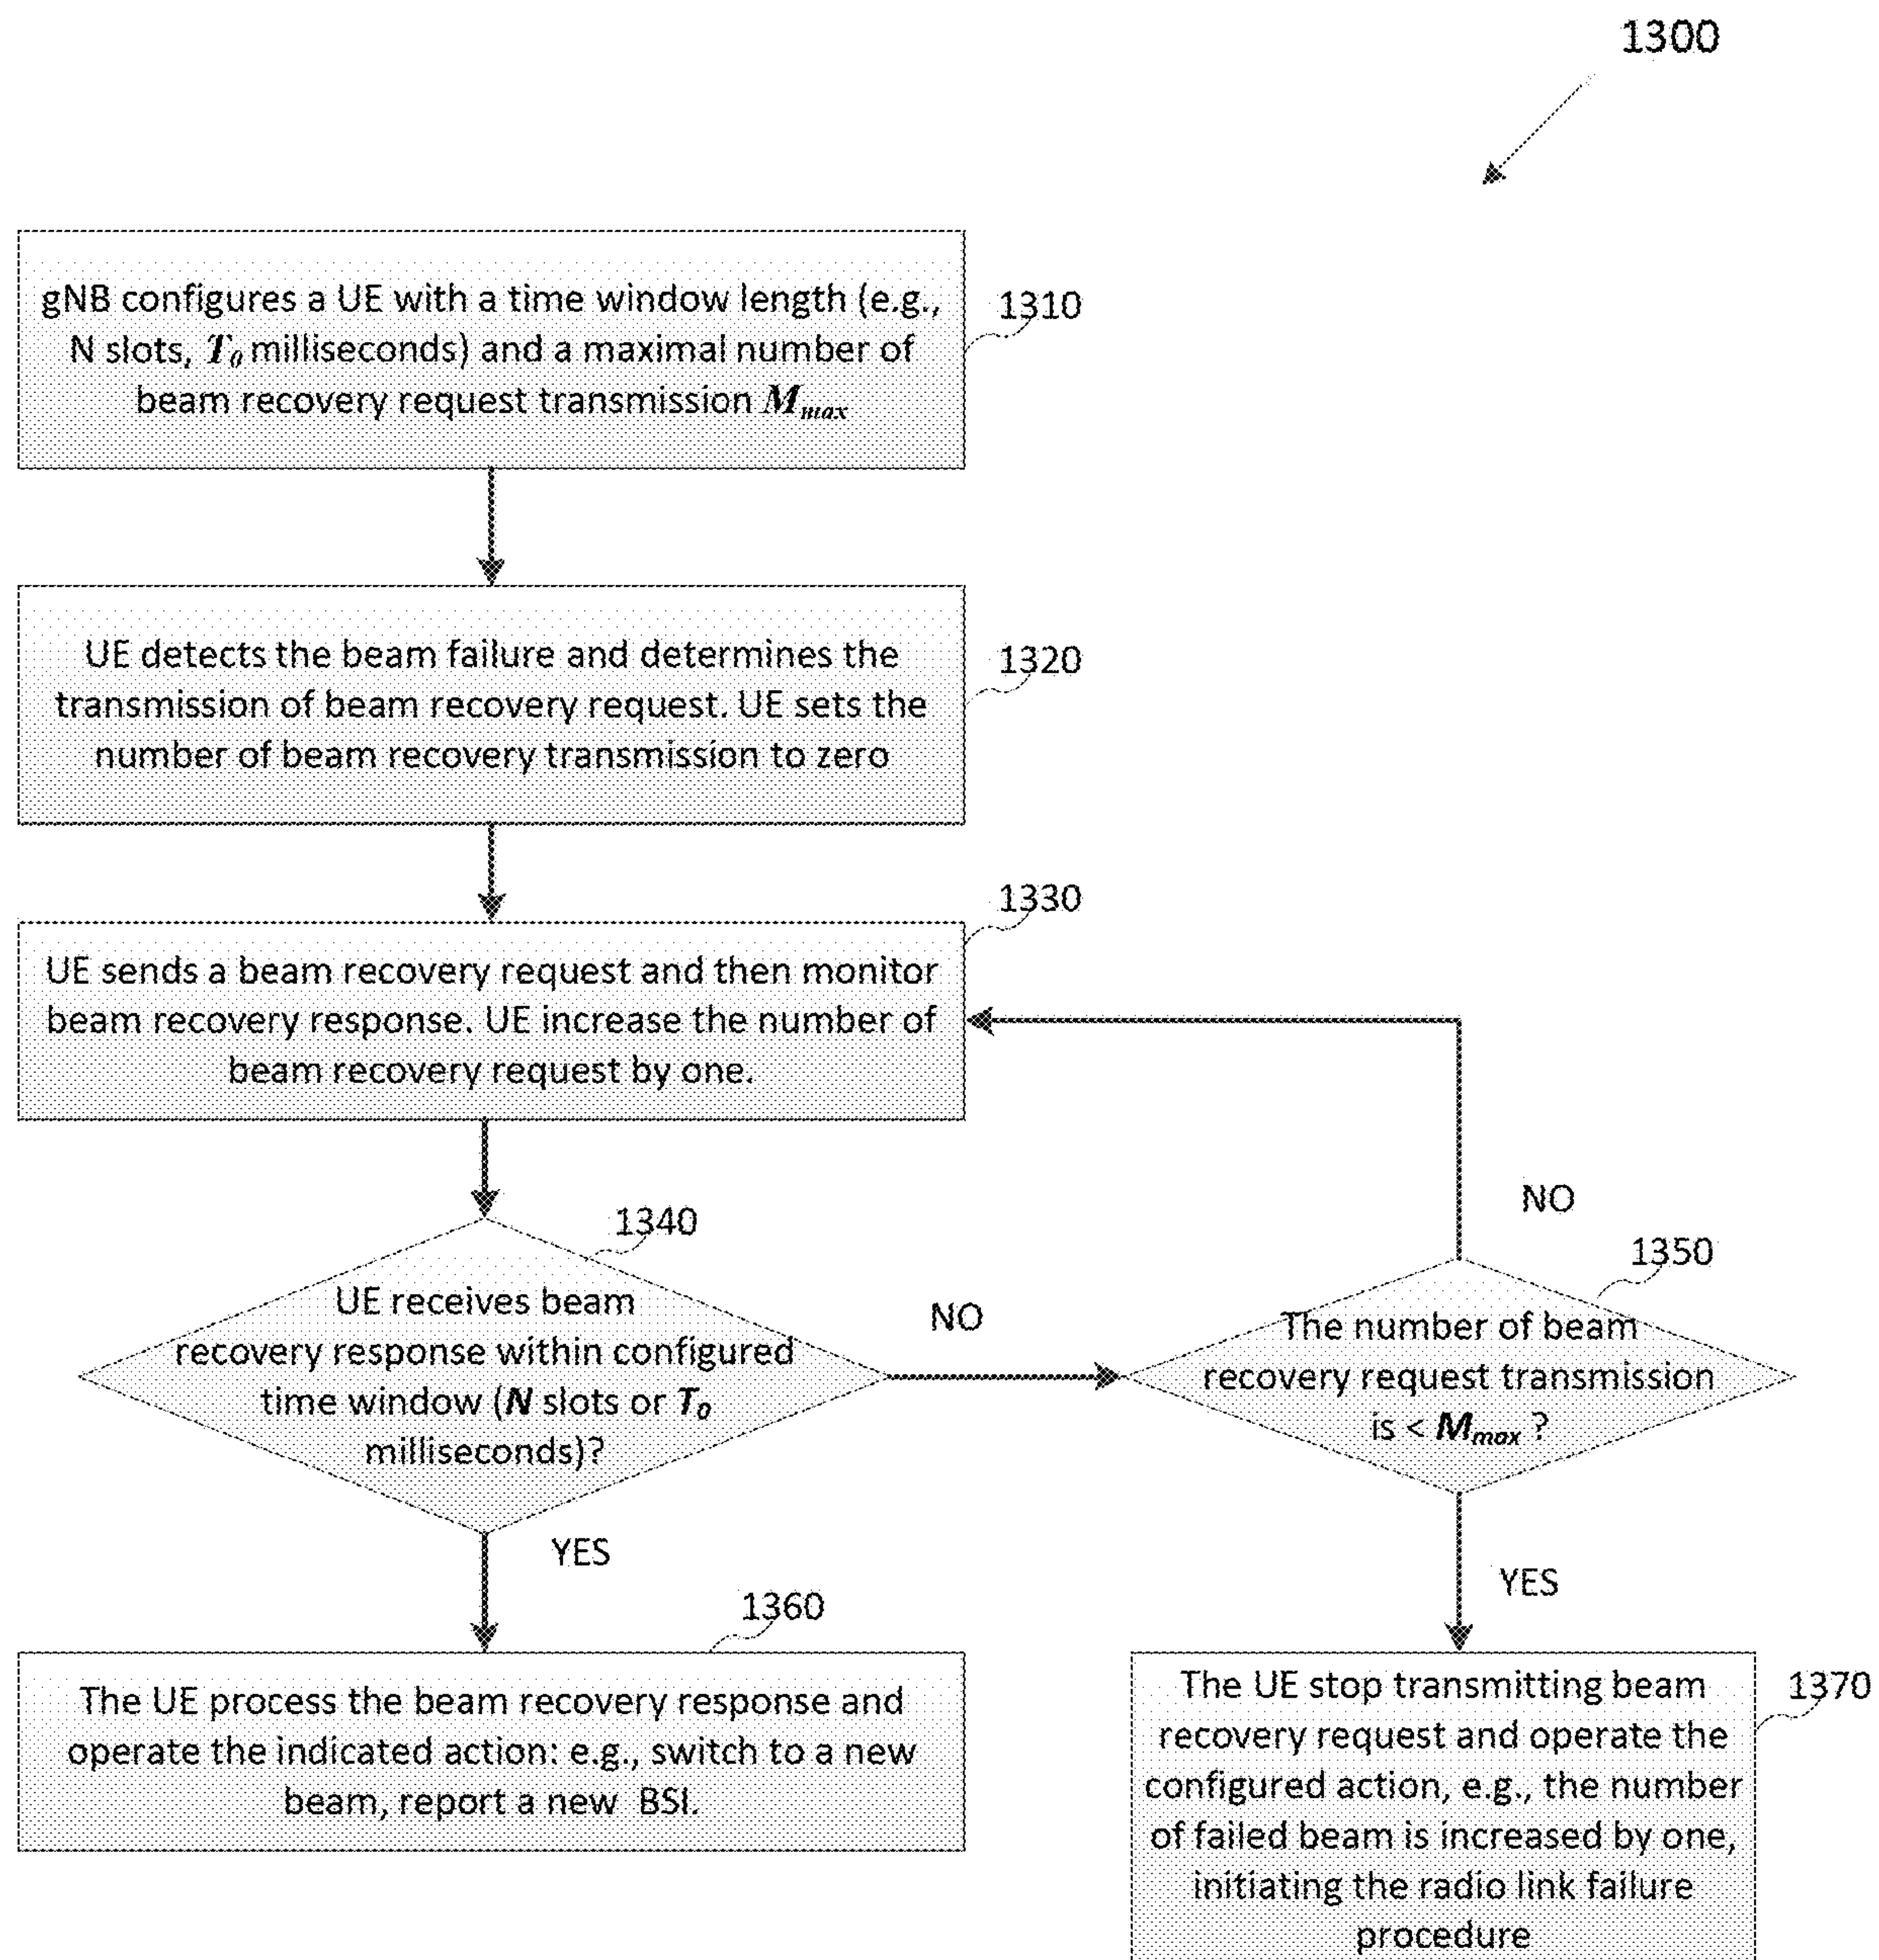 1300
gNB configures a UE with a time window length (e.g.,
N slots, T0 milliseconds) and a maximal number of
beam recovery request transmission Mmax
1310
UE detects the beam failure and determines the
transmission of beam recovery request. UE sets the
number of beam recovery transmission to zero
1320
1330
UE sends a beam recovery request and then monitor
beam recovery response. UE increase the number of
beam recovery request by one.
1340
UE receives beam
recovery response within configured
time window (N slots or T0
milliseconds)?
NO
NO
1350
The number of beam
recovery request transmission
is < Mmax ?
YES
YES
1360
The UE process the beam recovery response and
operate the indicated action: e.g., switch to a new
beam, report a new BSI.
The UE stop transmitting beam
recovery request and operate the
configured action, e.g., the number
of failed beam is increased by one,
initiating the radio link failure
procedure
1370